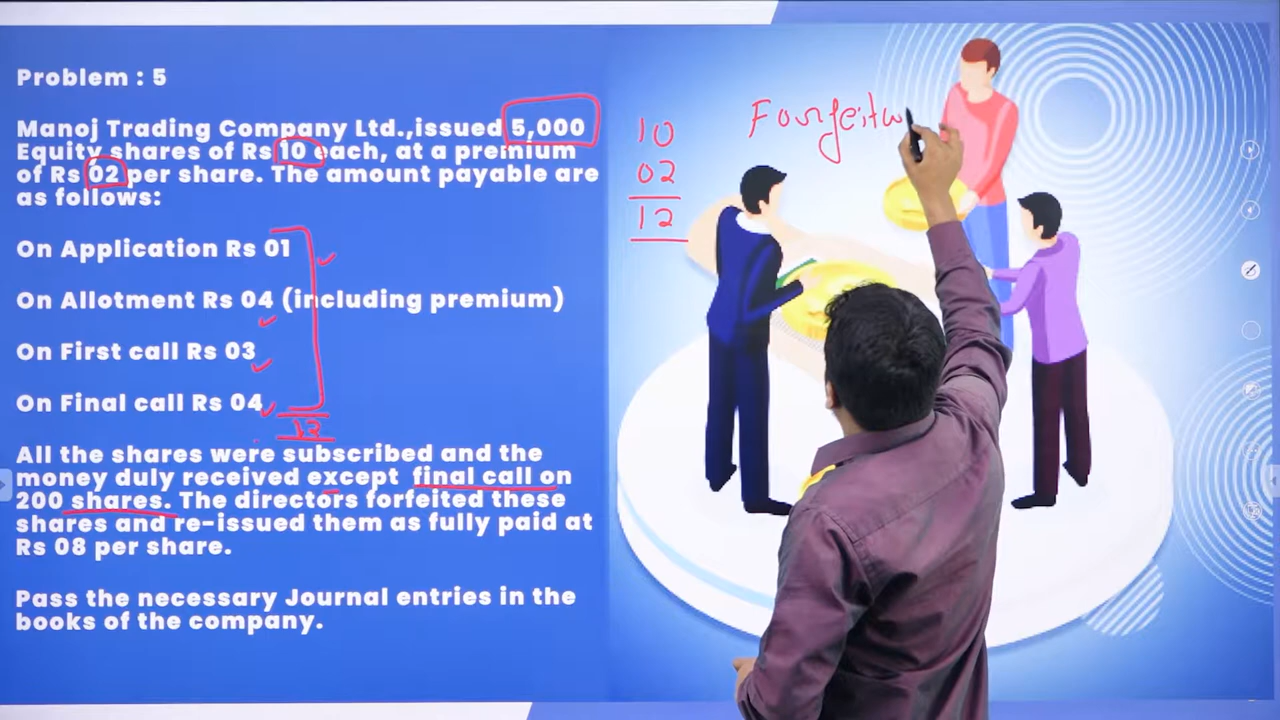 Problem : 5
Manoj Trading Company Ltd.,issued 5,000
Equity shares of Rs 10 each, at a premium
of Rs 02 per share. The amount payable are
as follows:
On Application Rs 01
On Allotment Rs 04 (including premium)
On First call Rs 03
On Final call Rs 04
12
All the shares were subscribed and the
money duly received except final call on
200 shares. The directors forfeited these
shares and re-issued them as fully paid at
Rs 08 per share.
Pass the necessary Journal entries in the
books of the company.
10
02
12